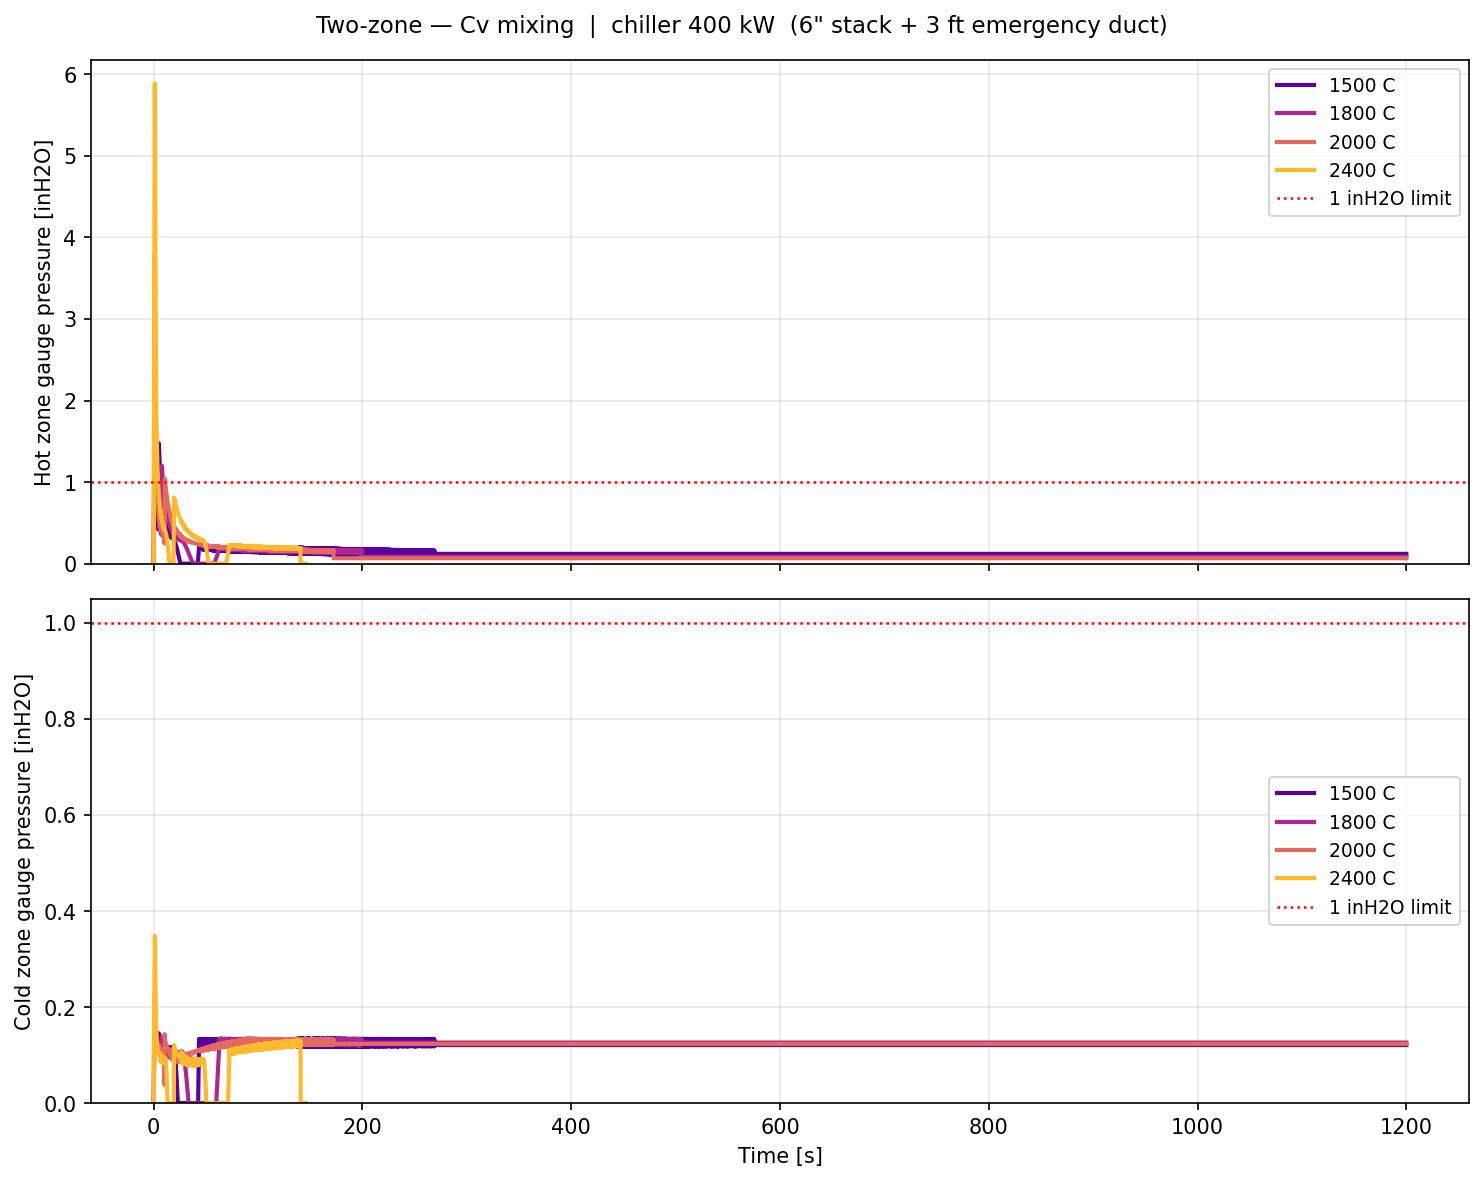 Two-zone — Cv mixing | chiller 400 kW (6" stack + 3 ft emergency duct)
Hot zone gauge pressure [inH2O]
6
5
4
3
2
1
0
1500 C
1800 C
2000 C
2400 C
1 inH2O limit
Cold zone gauge pressure [inH2O]
1.0
0.8
0.6
0.4
0.2
0.0
1500 C
1800 C
2000 C
2400 C
1 inH2O limit
0 200 400 600 800 1000 1200
Time [s]